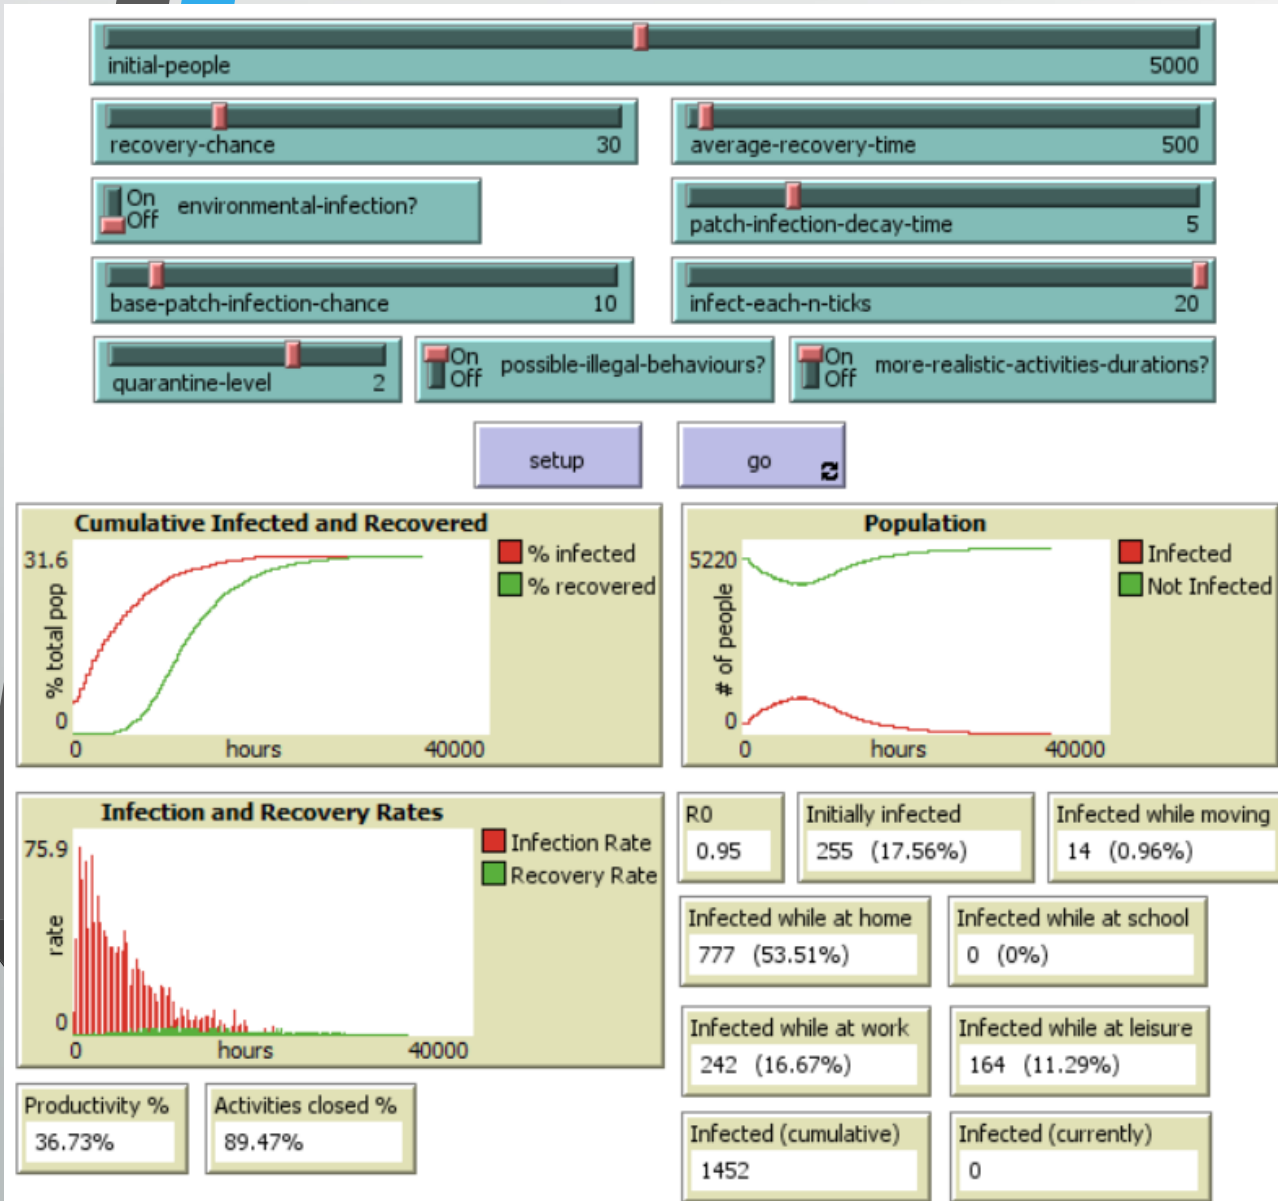 initial-people 5000
recovery-chance 30
average-recovery-time 500
On
Off
environmental-infection?
patch-infection-decay-time 5
base-patch-infection-chance 10
infect-each-n-ticks 20
quarantine-level 2
On
Off
possible-illegal-behaviours?
On
Off
more-realistic-activities-durations?
setup
go
Cumulative Infected and Recovered
31.6
% total pop
0
0 hours 40000
% infected
% recovered
Population
5220
# of people
0
0 hours 40000
Infected
Not Infected
Infection and Recovery Rates
75.9
rate
0
0 hours 40000
Infection Rate
Recovery Rate
R0
0.95
Initially infected
255 (17.56%)
Infected while moving
14 (0.96%)
Infected while at home
777 (53.51%)
Infected while at school
0 (0%)
Infected while at work
242 (16.67%)
Infected while at leisure
164 (11.29%)
Productivity %
36.73%
Activities closed %
89.47%
Infected (cumulative)
1452
Infected (currently)
0